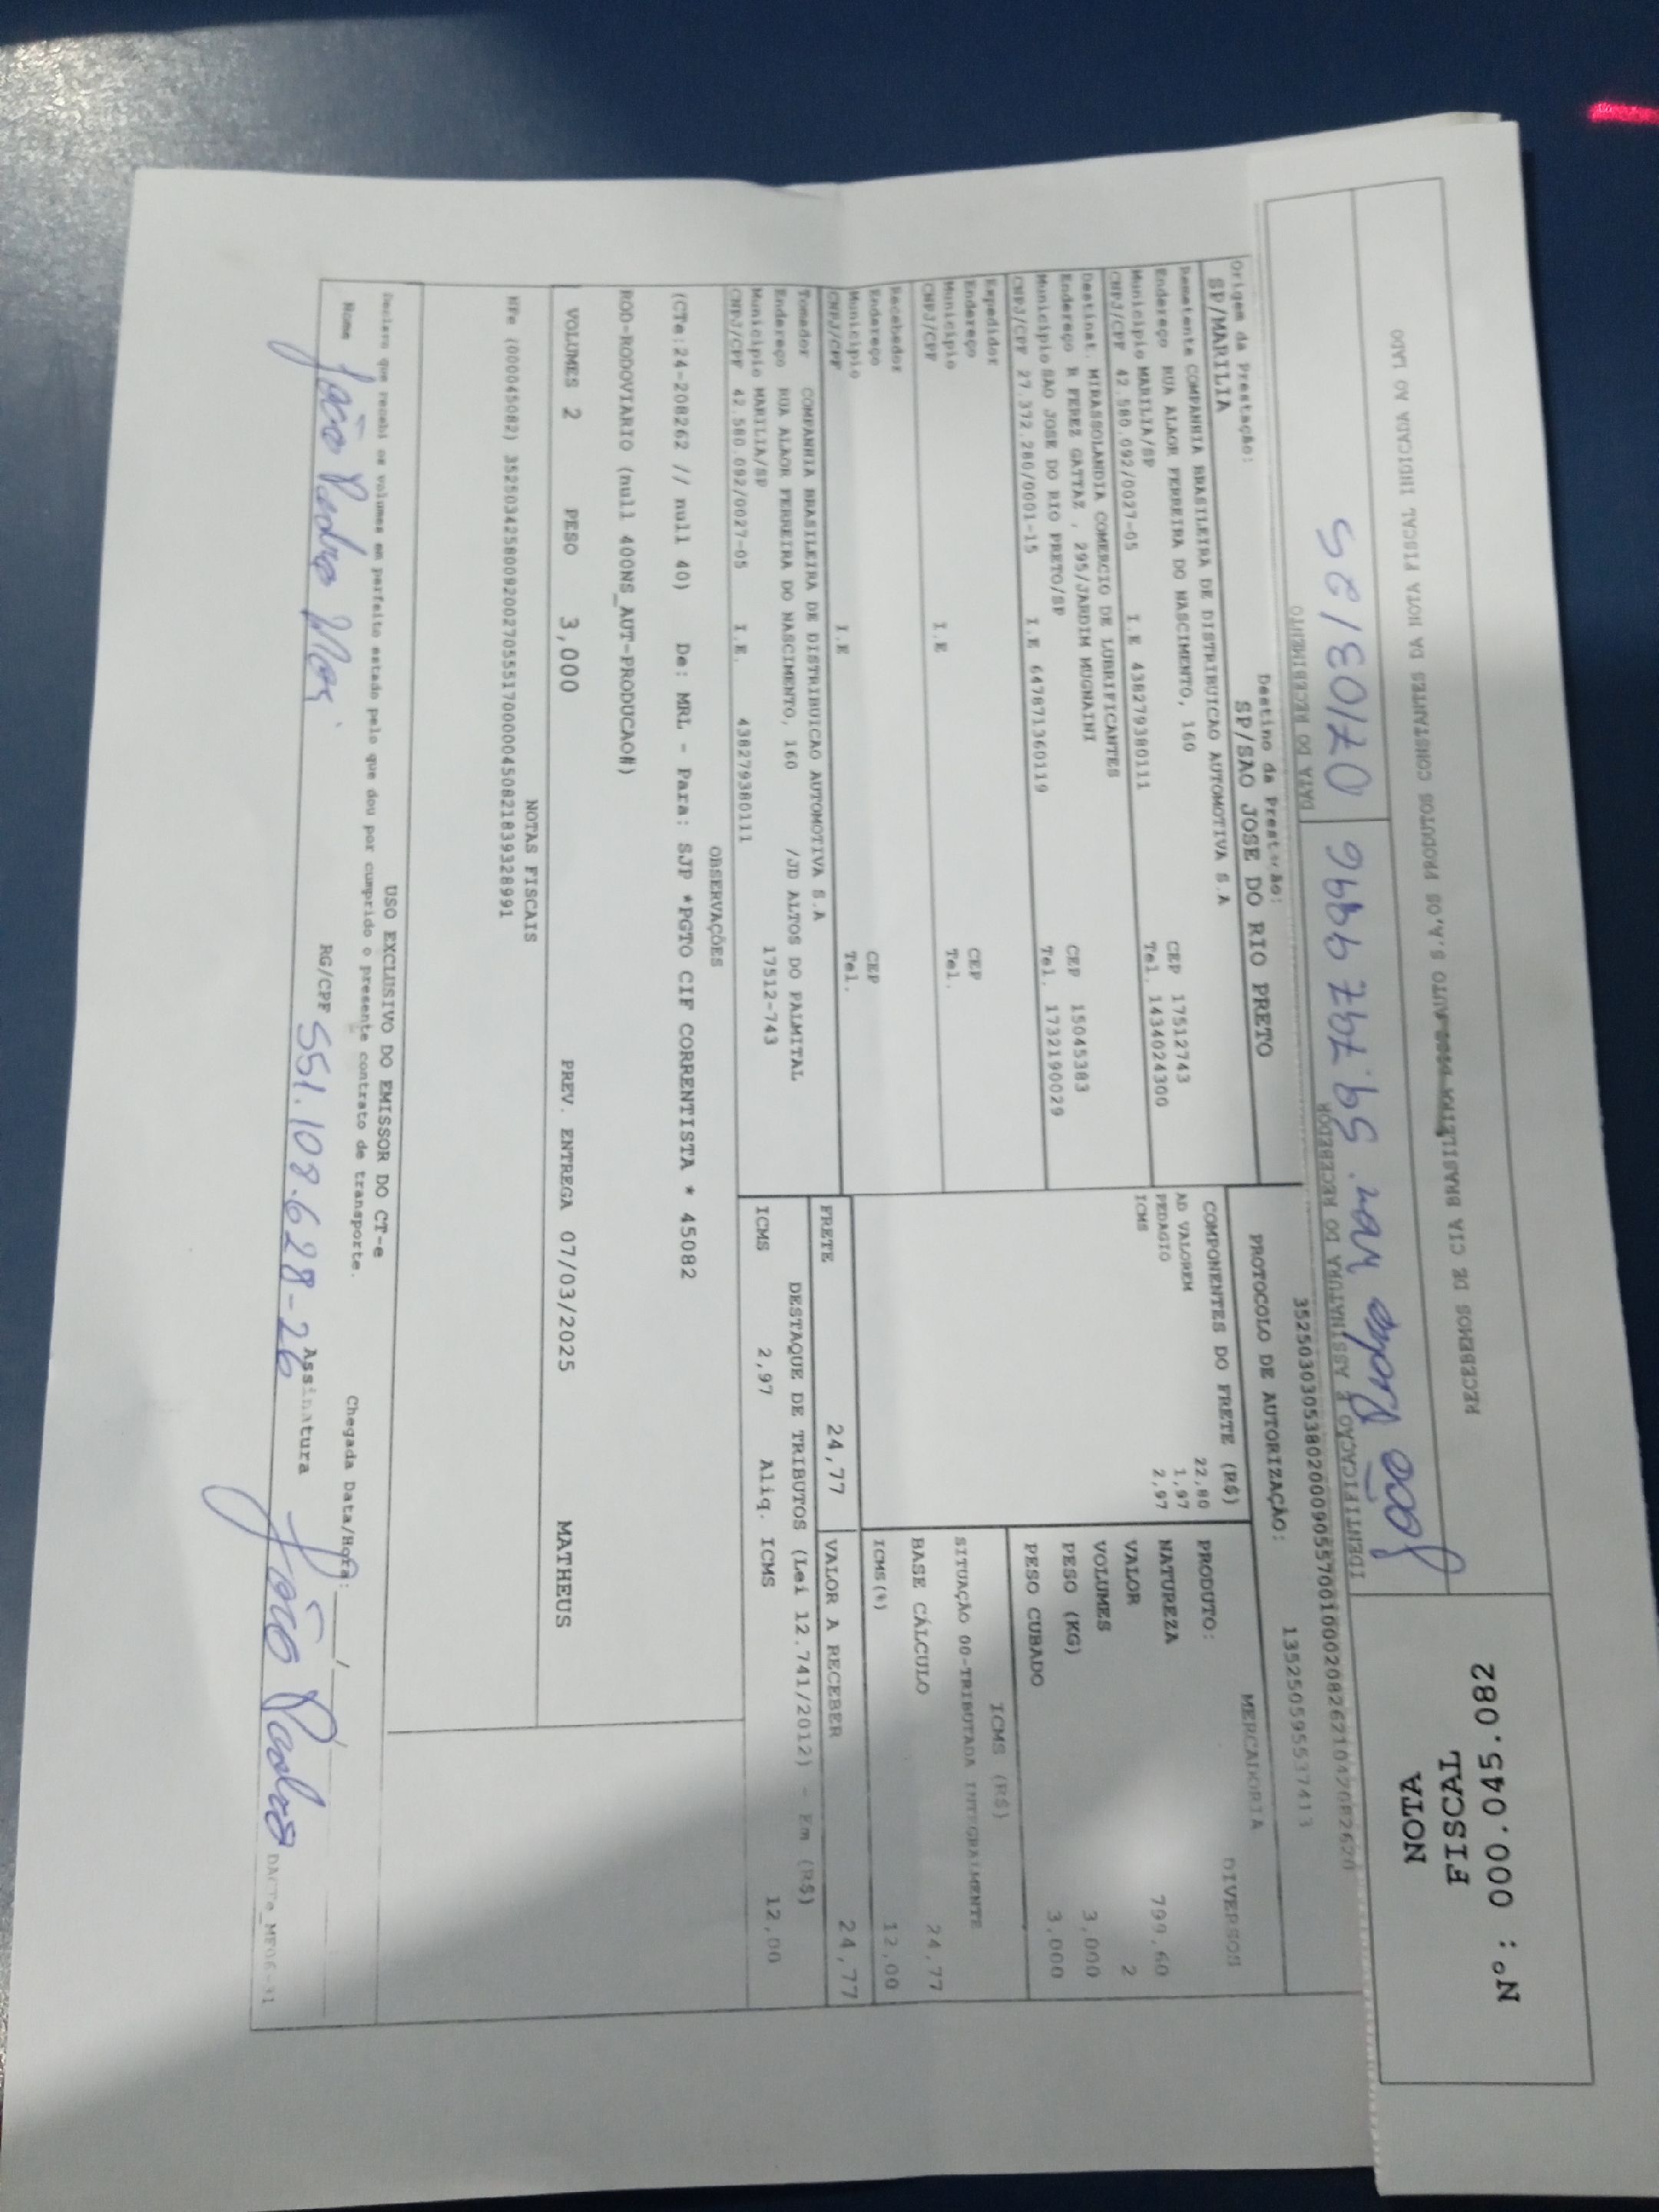 RECEBEMOS DE CIA BRASILEIRA AUTO S.A,OS PRODUTOS CONSTANTES DA NOTA FISCAL INDICADA AO LADO
NOTA
FISCAL
Nº: 000.045.082
07/03/25
João Pedro
DATA DO RECEBIMENTO
IDENTIFICAÇÃO E ASSINATURA DO RECEBEDOR
Origem da Prestação:
SP/MARILIA
Destino da Prestação:
SP/SAO JOSE DO RIO PRETO
PROTOCOLO DE AUTORIZAÇÃO:
Remetente COMPANHIA BRASILEIRA DE DISTRIBUICAO AUTOMOTIVA S.A
Endereço RUA ALAOR FERREIRA DO NASCIMENTO, 160 CEP 17512743
Município MARILIA/SP Tel. 1434024300
CNPJ/CPF 42.580.092/0027-05 I.E 438279380111
Destinat. MIRASSOLANDIA COMERCIO DE LUBRIFICANTES
Endereço R FEREZ GATTAZ , 295/JARDIM MUGNAINI CEP 15045383
Município SAO JOSE DO RIO PRETO/SP Tel. 1732190029
CNPJ/CPF 27.372.280/0001-15 I.E 647871360119
Expedidor
Endereço CEP
Município Tel.
CNPJ/CPF I.E
Recebedor
Endereço CEP
Município Tel.
CNPJ/CPF I.E
Tomador COMPANHIA BRASILEIRA DE DISTRIBUICAO AUTOMOTIVA S.A
Endereço RUA ALAOR FERREIRA DO NASCIMENTO, 160 /JD ALTOS DO PALMITAL
Município MARILIA/SP 17512-743
CNPJ/CPF 42.580.092/0027-05 I.E. 438279380111
COMPONENTES DO FRETE (R$)
22,80
AD VALOREM 1,97
PEDAGIO 2,97
ICMS
MERCADORIA
PRODUTO: DIVERSOS
NATUREZA
VALOR 799,60
VOLUMES 2
PESO (KG) 3,000
PESO CUBADO 3,000
ICMS (R$)
SITUAÇÃO 00-TRIBUTADA INTEGRALMENTE
BASE CÁLCULO 24,77
ICMS(%) 12,00
FRETE 24,77 VALOR A RECEBER 24,77
DESTAQUE DE TRIBUTOS (Lei 12.741/2012) - Em (R$)
ICMS 2,97 Aliq. ICMS 12,00
OBSERVAÇÕES
(CTe:24-208262 // null 40) De: MRL - Para: SJP *PGTO CIF CORRENTISTA * 45082
ROD-RODOVIARIO (null 400NS_AUT-PRODUCAO#)
VOLUMES 2 PESO 3,000 PREV. ENTREGA 07/03/2025 MATHEUS
NOTAS FISCAIS
NFe (000045082)
USO EXCLUSIVO DO EMISSOR DO CT-e
Declaro que recebi os volumes em perfeito estado pelo que dou por cumprido o presente contrato de transporte.
Chegada Data/Hora: ___/___/
Nome João Pedro RG/CPF 551.108.628-26 Assinatura João Pedro